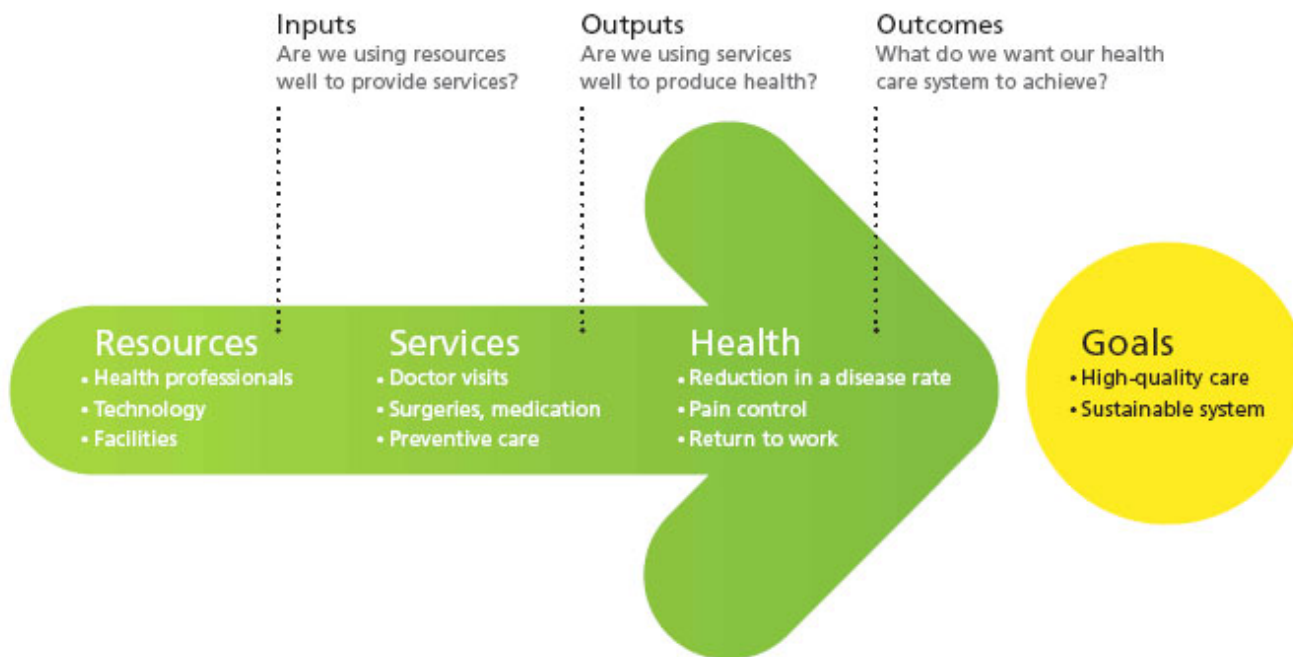 Inputs
Are we using resources
well to provide services?
Outputs
Are we using services
well to produce health?
Outcomes
What do we want our health
care system to achieve?
Resources
• Health professionals
• Technology
• Facilities
Services
• Doctor visits
• Surgeries, medication
• Preventive care
Health
• Reduction in a disease rate
• Pain control
• Return to work
Goals
• High-quality care
• Sustainable system